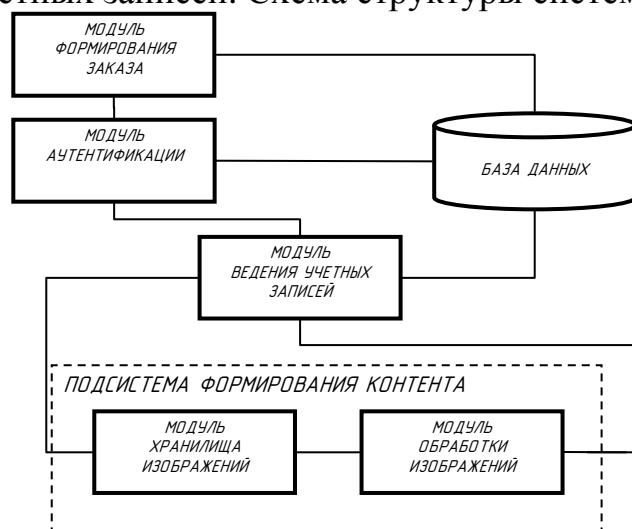 етных записей. Схема структуры систем
МОДУЛЬ
ФОРМИРОВАНИЯ
ЗАКАЗА
МОДУЛЬ
АУТЕНТИФИКАЦИИ
БАЗА ДАННЫХ
МОДУЛЬ
ВЕДЕНИЯ УЧЕТНЫХ
ЗАПИСЕЙ
ПОДСИСТЕМА ФОРМИРОВАНИЯ КОНТЕНТА
МОДУЛЬ
ХРАНИЛИЩА
ИЗОБРАЖЕНИЙ
МОДУЛЬ
ОБРАБОТКИ
ИЗОБРАЖЕНИЙ